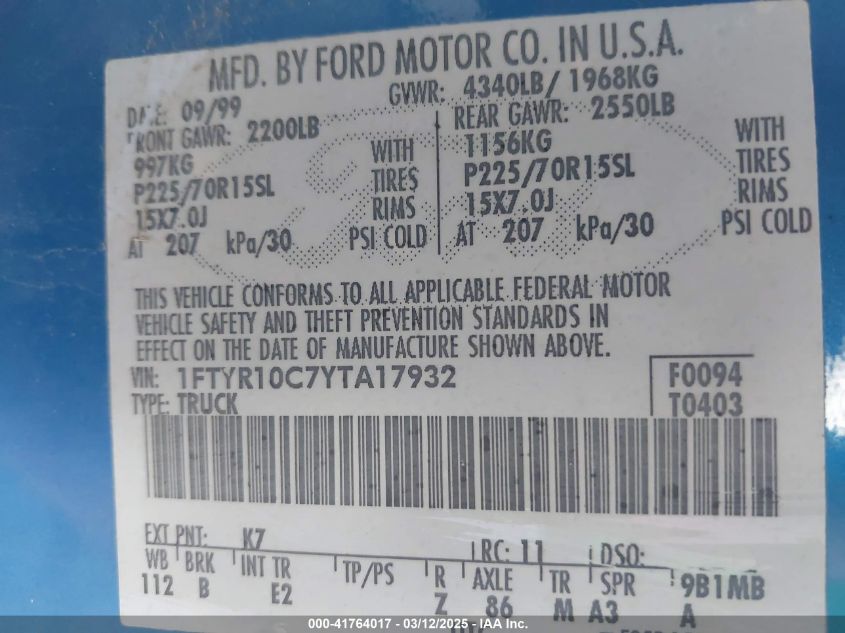 MFD. BY FORD MOTOR CO. IN U.S.A.
DATE: 09/99 GVWR: 4340LB/ 1968KG
FRONT GAWR: 2200LB REAR GAWR: 2550LB
997KG WITH 1156KG WITH
P225/70R15SL TIRES P225/70R15SL TIRES
15X7.0J RIMS 15X7.0J RIMS
AT 207 kPa/30 PSI COLD AT 207 kPa/30 PSI COLD
THIS VEHICLE CONFORMS TO ALL APPLICABLE FEDERAL MOTOR
VEHICLE SAFETY AND THEFT PREVENTION STANDARDS IN
EFFECT ON THE DATE OF MANUFACTURE SHOWN ABOVE.
VIN: 1FTYR10C7YTA17932 F0094
TYPE: TRUCK T0403
EXT PNT: K7 RC: 11 DSO:
WB BRK INT TR TP/PS R AXLE TR SPR 9B1MB
112 B E2 Z 86 M A3 A
000-41764017 - 03/12/2025 - IAAI.com